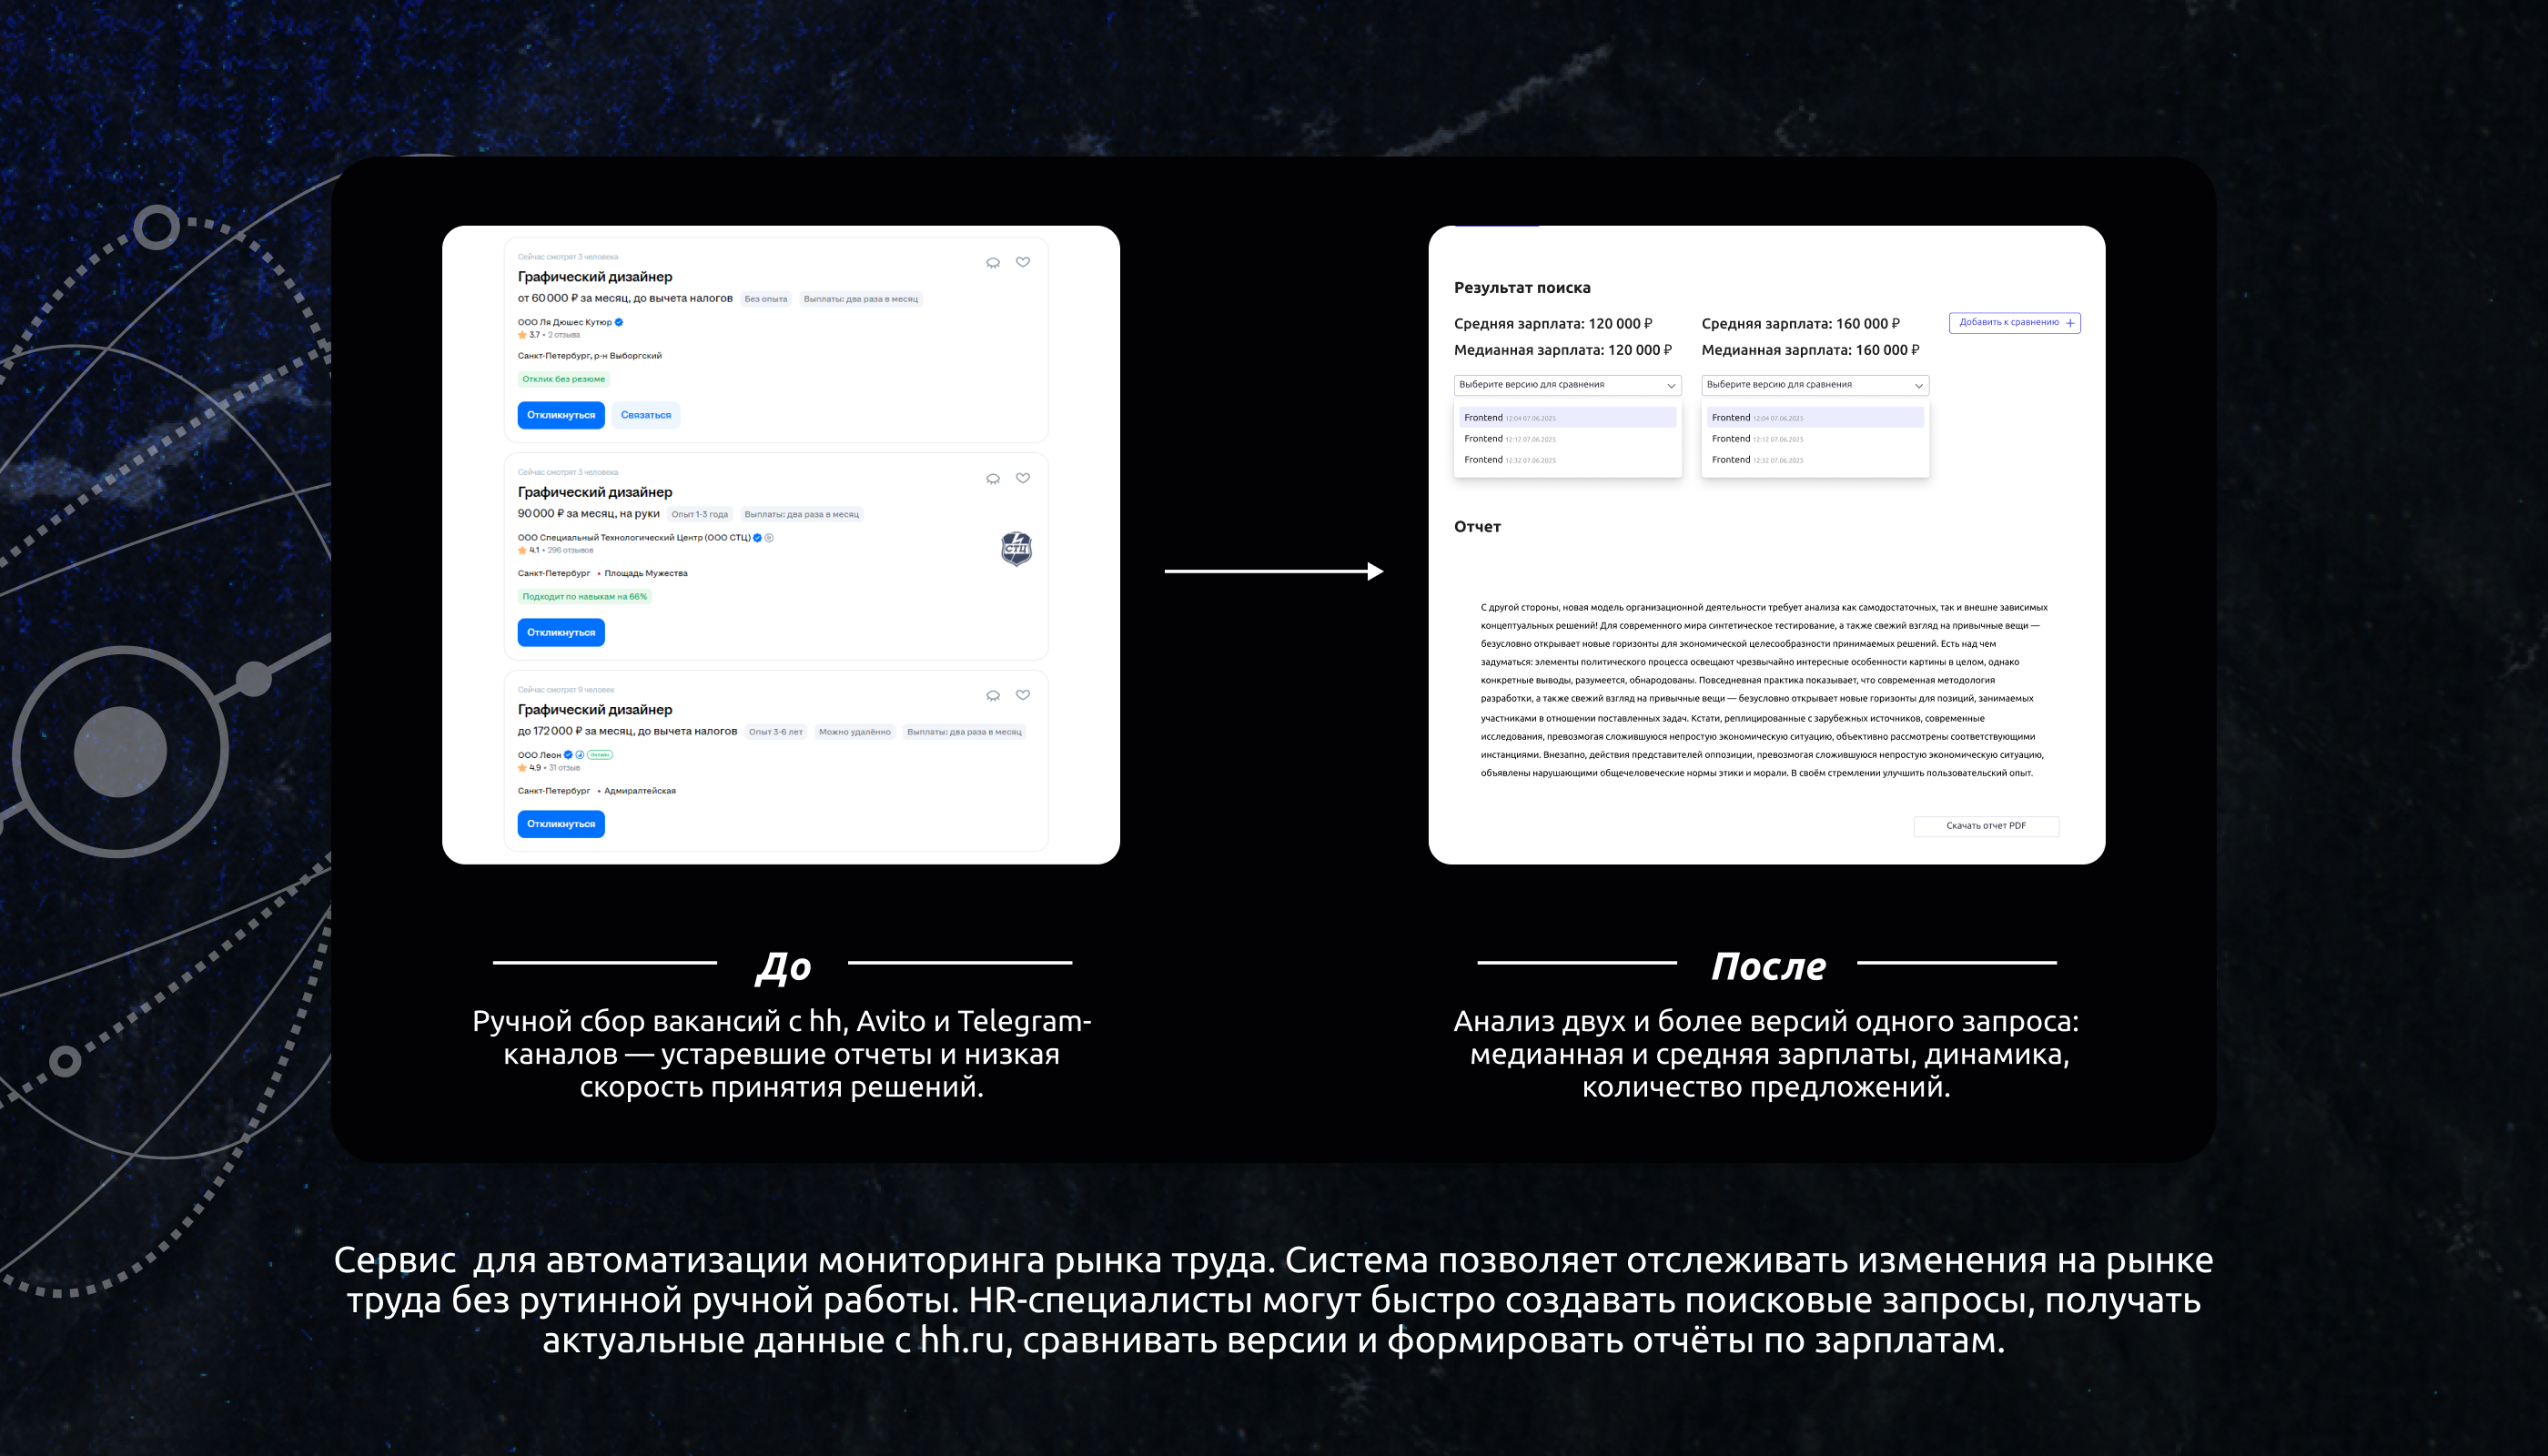 Сейчас смотрят 3 человека
Графический дизайнер
от 60 000 ₽ за месяц, до вычета налогов Без опыта Выплаты: два раза в месяц
ООО Ля Дюшес Кутюр
3.7 • 2 отзыва
Санкт-Петербург, р-н Выборгский
Отклик без резюме
Откликнуться Связаться
Сейчас смотрят 3 человека
Графический дизайнер
90 000 ₽ за месяц, на руки Опыт 1-3 года Выплаты: два раза в месяц
ООО Специальный Технологический Центр (ООО СТЦ)
4.1 • 296 отзывов
СТЦ
Санкт-Петербург • Площадь Мужества
Подходит по навыкам на 66%
Откликнуться
Сейчас смотрят 9 человек
Графический дизайнер
до 172 000 ₽ за месяц, до вычета налогов Опыт 3-6 лет Можно удалённо Выплаты: два раза в месяц
ООО Леон Онлайн
4.9 • 31 отзыв
Санкт-Петербург • Адмиралтейская
Откликнуться
Результат поиска
Средняя зарплата: 120 000 ₽ Средняя зарплата: 160 000 ₽ Добавить к сравнению +
Медианная зарплата: 120 000 ₽ Медианная зарплата: 160 000 ₽
Выберите версию для сравнения Выберите версию для сравнения
Frontend 12:04 07.06.2025 Frontend 12:04 07.06.2025
Frontend 12:12 07.06.2025 Frontend 12:12 07.06.2025
Frontend 12:32 07.06.2025 Frontend 12:32 07.06.2025
Отчет
С другой стороны, новая модель организационной деятельности требует анализа как самодостаточных, так и внешне зависимых
концептуальных решений! Для современного мира синтетическое тестирование, а также свежий взгляд на привычные вещи —
безусловно открывает новые горизонты для экономической целесообразности принимаемых решений. Есть над чем
задуматься: элементы политического процесса освещают чрезвычайно интересные особенности картины в целом, однако
конкретные выводы, разумеется, обнародованы. Повседневная практика показывает, что современная методология
разработки, а также свежий взгляд на привычные вещи — безусловно открывает новые горизонты для позиций, занимаемых
участниками в отношении поставленных задач. Кстати, реплицированные с зарубежных источников, современные
исследования, превозмогая сложившуюся непростую экономическую ситуацию, объективно рассмотрены соответствующими
инстанциями. Внезапно, действия представителей оппозиции, превозмогая сложившуюся непростую экономическую ситуацию,
объявлены нарушающими общечеловеческие нормы этики и морали. В своём стремлении улучшить пользовательский опыт.
Скачать отчет PDF
До
Ручной сбор вакансий с hh, Avito и Telegram-
каналов — устаревшие отчеты и низкая
скорость принятия решений.
После
Анализ двух и более версий одного запроса:
медианная и средняя зарплаты, динамика,
количество предложений.
Сервис для автоматизации мониторинга рынка труда. Система позволяет отслеживать изменения на рынке
труда без рутинной ручной работы. HR-специалисты могут быстро создавать поисковые запросы, получать
актуальные данные с hh.ru, сравнивать версии и формировать отчёты по зарплатам.